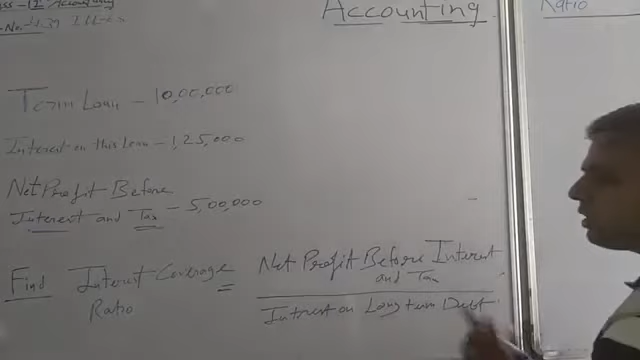 Accounting
Ratio
Term Loan - 10,00,000
Interest on this Loan - 1,25,000
Net Profit Before
Interest and Tax - 5,00,000
Find Interest Coverage
Ratio
=
Net Profit Before Interest
and Tax
Intrest on Long term Debt